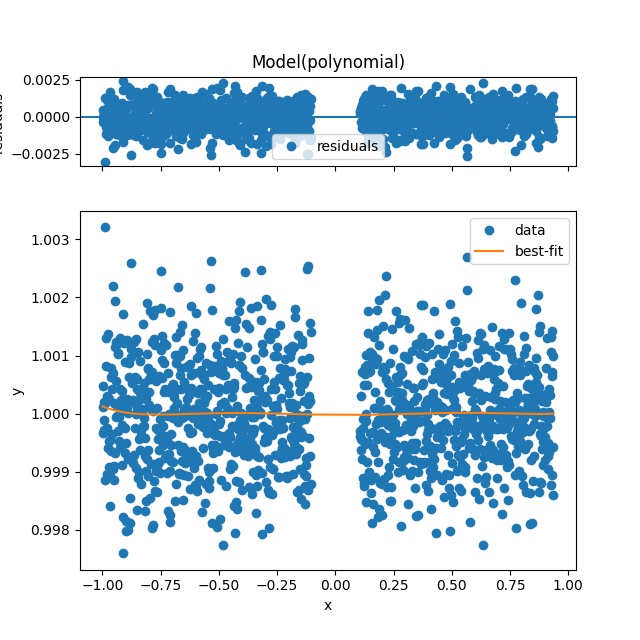 Model(polynomial)
0.0025
0.0000
−0.0025
residuals
residuals
data
best-fit
1.003
1.002
1.001
1.000
0.999
0.998
y
−1.00 −0.75 −0.50 −0.25 0.00 0.25 0.50 0.75 1.00
x